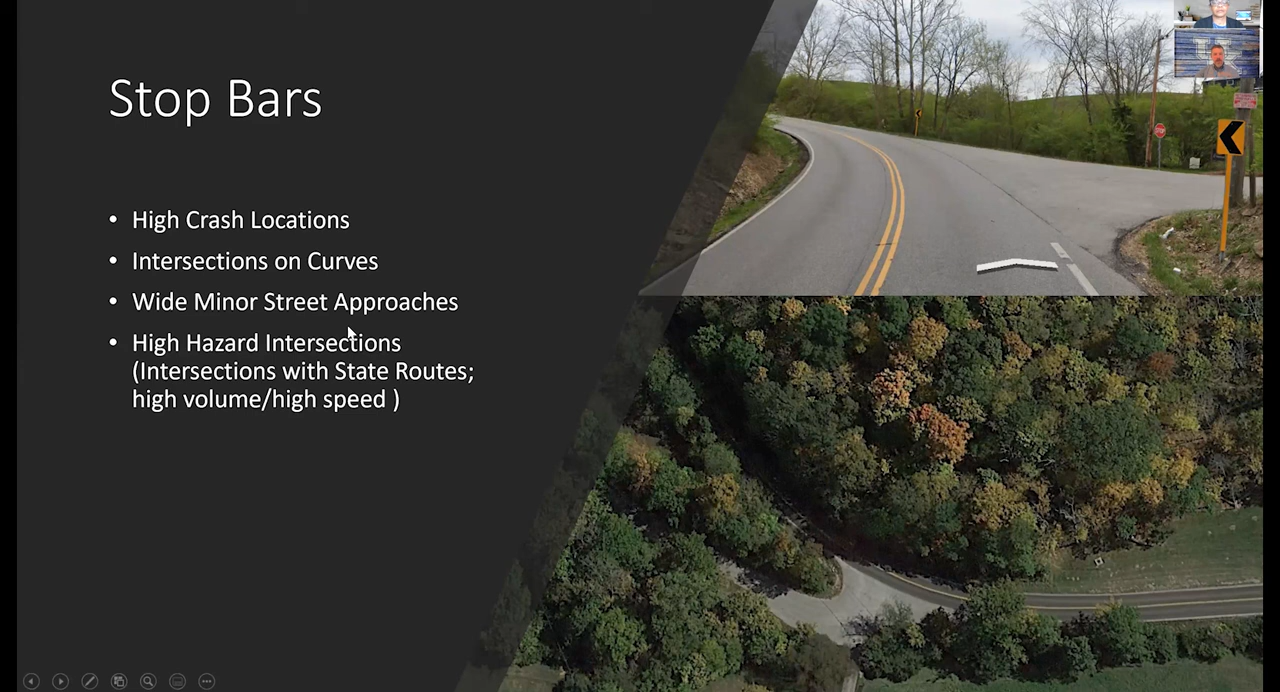 Stop Bars
• High Crash Locations
• Intersections on Curves
• Wide Minor Street Approaches
• High Hazard Intersections
(Intersections with State Routes;
high volume/high speed )
STOP